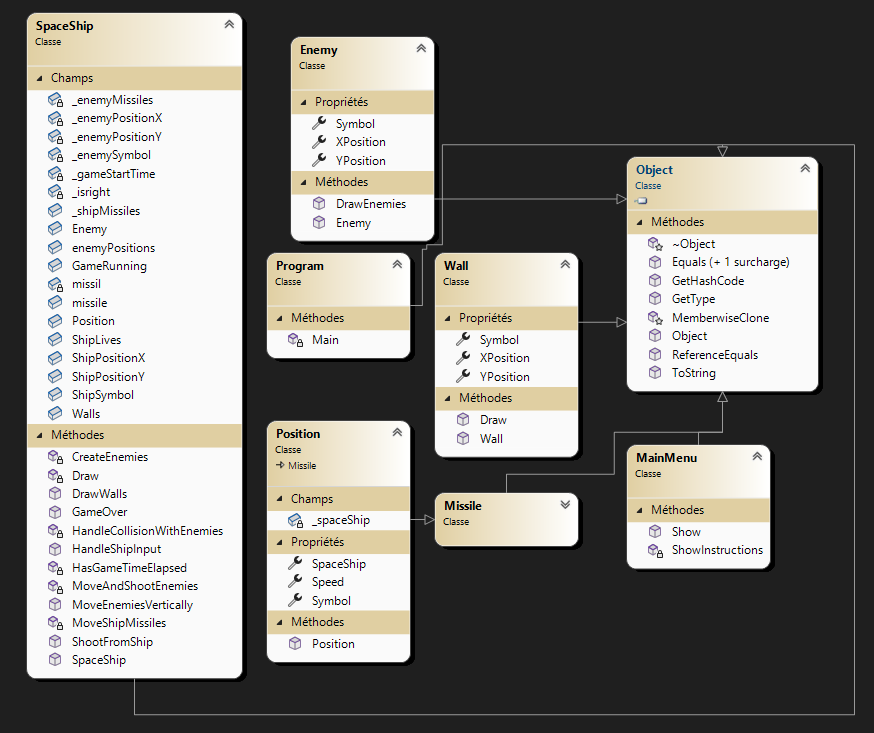 SpaceShip
Classe
Champs
_enemyMissiles
_enemyPositionX
_enemyPositionY
_enemySymbol
_gameStartTime
_isright
_shipMissiles
Enemy
enemyPositions
GameRunning
missil
missile
Position
ShipLives
ShipPositionX
ShipPositionY
ShipSymbol
Walls
Méthodes
CreateEnemies
Draw
DrawWalls
GameOver
HandleCollisionWithEnemies
HandleShipInput
HasGameTimeElapsed
MoveAndShootEnemies
MoveEnemiesVertically
MoveShipMissiles
ShootFromShip
SpaceShip
Enemy
Classe
Propriétés
Symbol
XPosition
YPosition
Méthodes
DrawEnemies
Enemy
Program
Classe
Méthodes
Main
Position
Classe
Missile
Champs
_spaceShip
Propriétés
SpaceShip
Speed
Symbol
Méthodes
Position
Wall
Classe
Propriétés
Symbol
XPosition
YPosition
Méthodes
Draw
Wall
Missile
Classe
Object
Classe
Méthodes
~Object
Equals (+ 1 surcharge)
GetHashCode
GetType
MemberwiseClone
Object
ReferenceEquals
ToString
MainMenu
Classe
Méthodes
Show
ShowInstructions